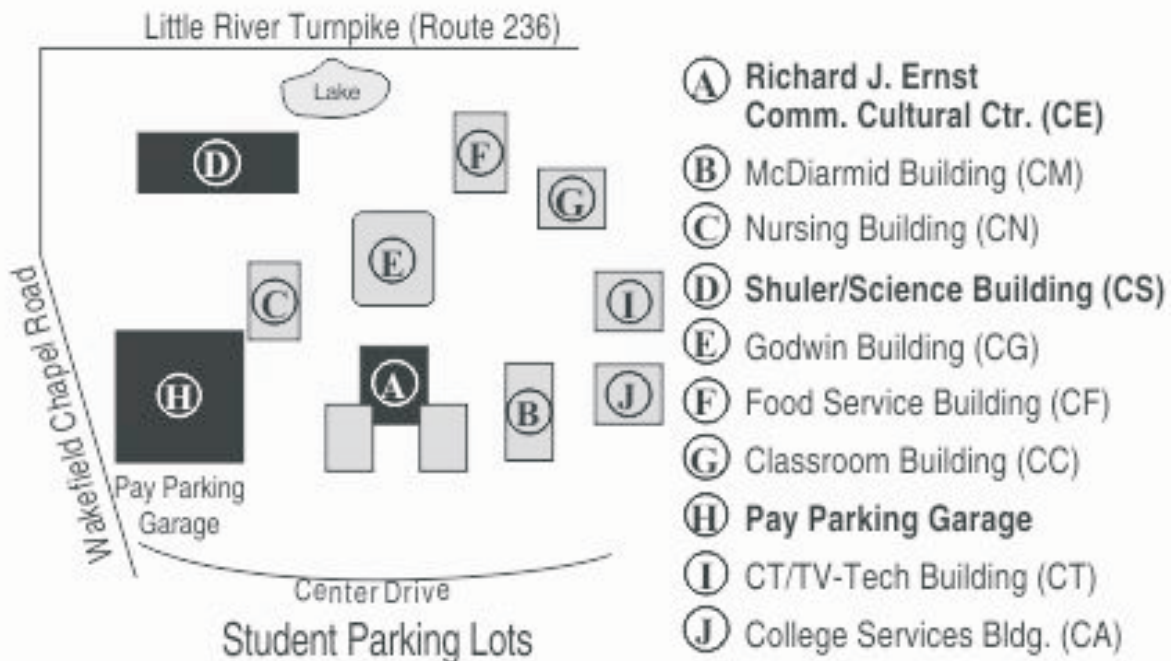 Little River Turnpike (Route 236)
Lake
D
F
G
E
C
I
H
A
B
J
Wakefield Chapel Road
Pay Parking
Garage
Center Drive
Student Parking Lots
A Richard J. Ernst
Comm. Cultural Ctr. (CE)
B McDiarmid Building (CM)
C Nursing Building (CN)
D Shuler/Science Building (CS)
E Godwin Building (CG)
F Food Service Building (CF)
G Classroom Building (CC)
H Pay Parking Garage
I CT/TV-Tech Building (CT)
J College Services Bldg. (CA)